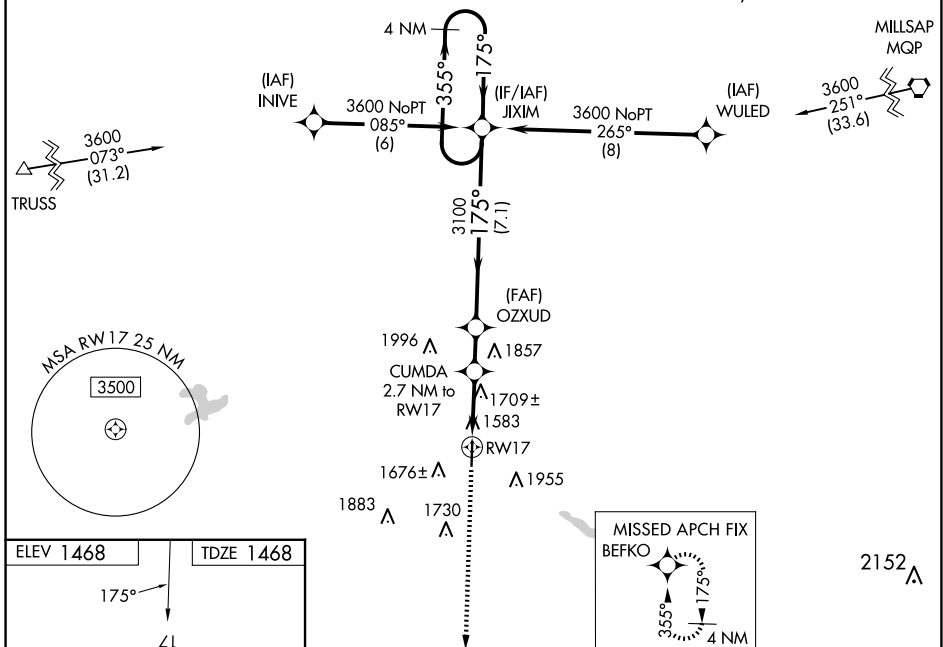 4 NM
355°
175°
MILLSAP
MQP
3600
251°
(33.6)
(IAF)
INIVE
3600 NoPT
085°
(6)
(IF/IAF)
JIXIM
3600 NoPT
265°
(8)
(IAF)
WULED
3600
073°
(31.2)
TRUSS
3100
175°
(7.1)
(FAF)
OZXUD
1996
1857
CUMDA
2.7 NM to
RW17
1709±
1583
RW17
1676±
1955
1883
1730
MSA RW17 25 NM
3500
ELEV 1468
TDZE 1468
175°
17
MISSED APCH FIX
BEFKO
355°
175°
4 NM
2152